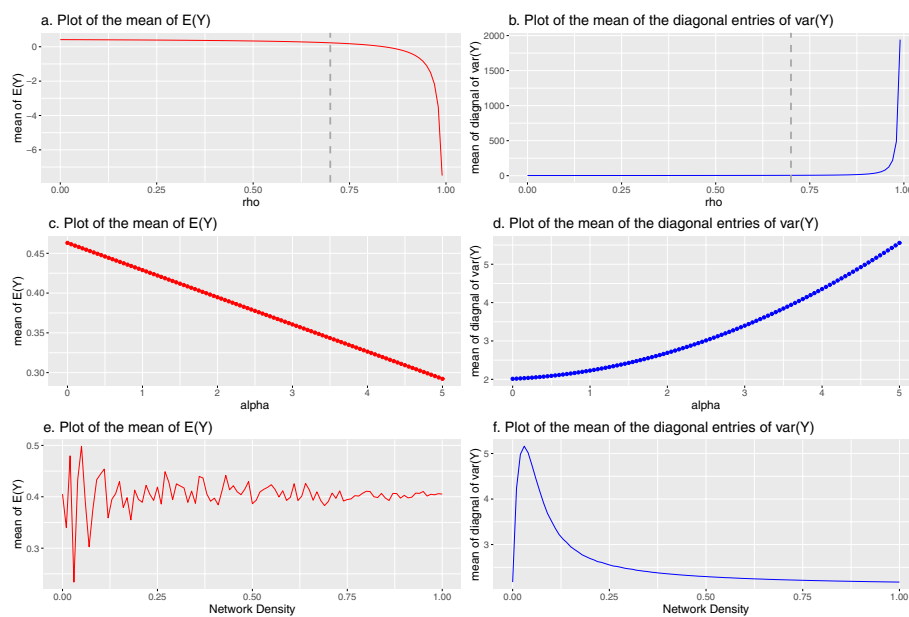 a. Plot of the mean of E(Y)
mean of E(Y)
0
−2
−4
−6
0.00 0.25 0.50 0.75 1.00
rho
b. Plot of the mean of the diagonal entries of var(Y)
mean of diagnal of var(Y)
2000
1500
1000
500
0
0.00 0.25 0.50 0.75 1.00
rho
c. Plot of the mean of E(Y)
mean of E(Y)
0.45
0.40
0.35
0.30
0 1 2 3 4 5
alpha
d. Plot of the mean of the diagonal entries of var(Y)
mean of diagnal of var(Y)
5
4
3
2
0 1 2 3 4 5
alpha
e. Plot of the mean of E(Y)
mean of E(Y)
0.5
0.4
0.3
0.00 0.25 0.50 0.75 1.00
Network Density
f. Plot of the mean of the diagonal entries of var(Y)
mean of diagnal of var(Y)
5
4
3
0.00 0.25 0.50 0.75 1.00
Network Density